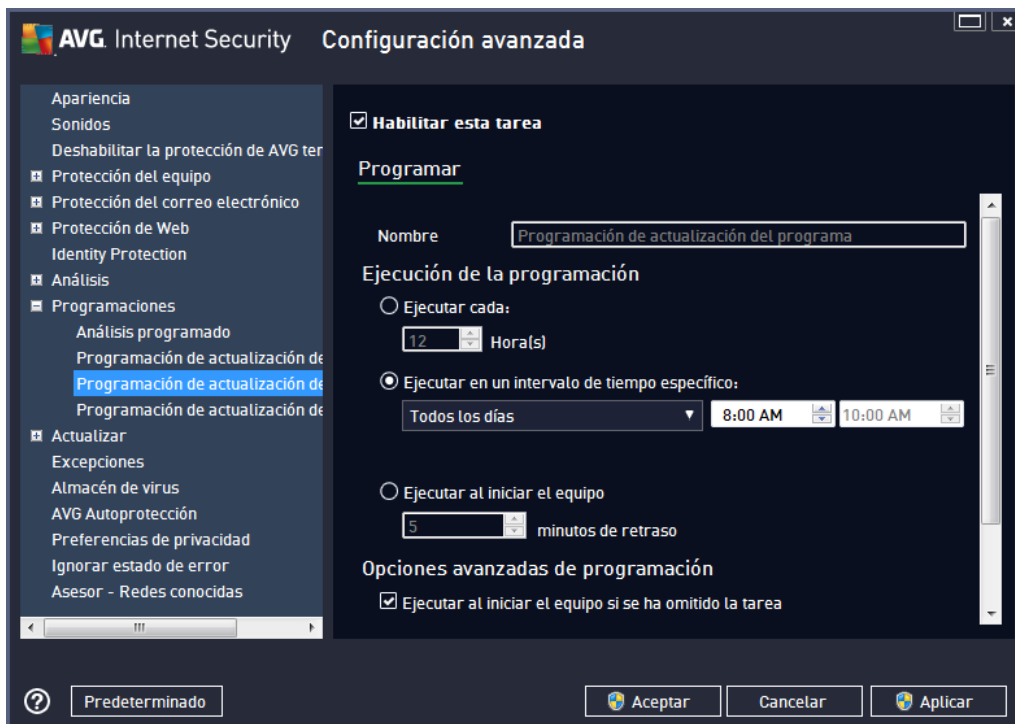 AVG. Internet Security Configuración avanzada
Apariencia
Sonidos
Deshabilitar la protección de AVG ter
Protección del equipo
Protección del correo electrónico
Protección de Web
Identity Protection
Análisis
Programaciones
Análisis programado
Programación de actualización de
Programación de actualización de
Programación de actualización de
Actualizar
Excepciones
Almacén de virus
AVG Autoprotección
Preferencias de privacidad
Ignorar estado de error
Asesor - Redes conocidas
Habilitar esta tarea
Programar
Nombre Programación de actualización del programa
Ejecución de la programación
Ejecutar cada:
12 Hora(s)
Ejecutar en un intervalo de tiempo específico:
Todos los días 8:00 AM 10:00 AM
Ejecutar al iniciar el equipo
5 minutos de retraso
Opciones avanzadas de programación
Ejecutar al iniciar el equipo si se ha omitido la tarea
? Predeterminado Aceptar Cancelar Aplicar